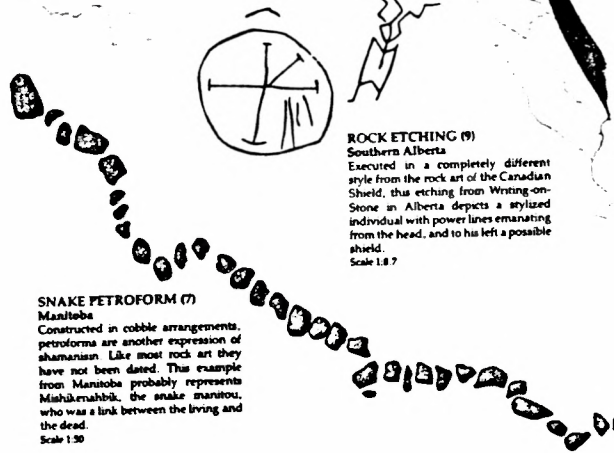 ROCK ETCHING (9)
Southern Alberta
Executed in a completely different
style from the rock art of the Canadian
Shield, this etching from Writing-on-
Stone in Alberta depicts a stylized
individual with power lines emanating
from the head, and to his left a possible
shield.
Scale 1:8.7
SNAKE PETROFORM (7)
Manitoba
Constructed in cobble arrangements,
petroforms are another expression of
shamanism. Like most rock art they
have not been dated. This example
from Manitoba probably represents
Mishikenahbik, the snake manitou,
who was a link between the living and
the dead.
Scale 1:50